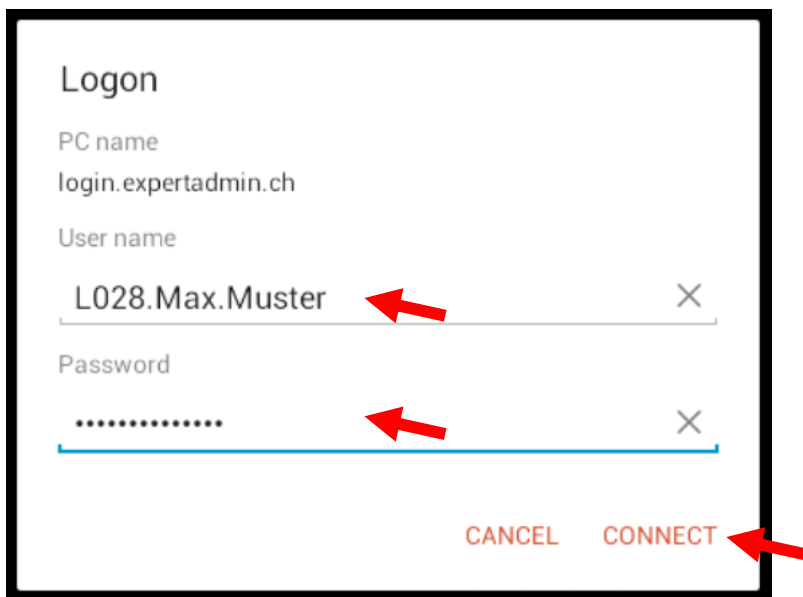 Logon
PC name
login.expertadmin.ch
User name
L028.Max.Muster
Password
••••••••••••••
CANCEL CONNECT